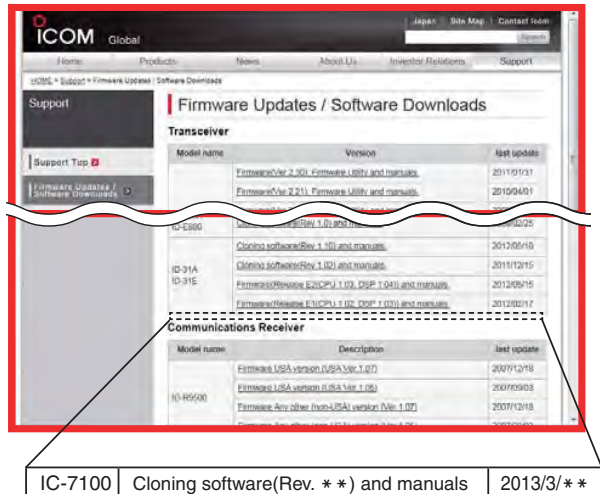 Japan | Site Map | Contact Icom
ICOM Global
Search
Home Products News About Us Investor Relations Support
HOME > Support > Firmware Updates / Software Downloads
Support
Firmware Updates / Software Downloads
Transceiver
Model name Version last update
Firmware(Ver 2.30), Firmware Utility and manuals. 2011/01/31
Support Top
Firmware(Ver 2.21), Firmware Utility and manuals. 2010/04/01
Firmware Updates / Software Downloads
ID-E880 Cloning software(Rev 1.0) and manuals.
Cloning software(Rev 1.10) and manuals. 2012/05/10
ID-31A
ID-31E
Cloning software(Rev 1.02) and manuals. 2011/12/15
Firmware(Release E2(CPU 1.03, DSP 1.04)) and manuals. 2012/05/15
Firmware(Release E1(CPU 1.02, DSP 1.03)) and manuals. 2012/02/17
Communications Receiver
Model name Description last update
IC-R9500
Firmware USA version (USA Ver.1.07) 2007/12/18
Firmware USA version (USA Ver.1.05) 2007/09/03
Firmware Any other (non-USA) version (Ver 1.07) 2007/12/18
IC-7100 Cloning software(Rev. **) and manuals 2013/3/**